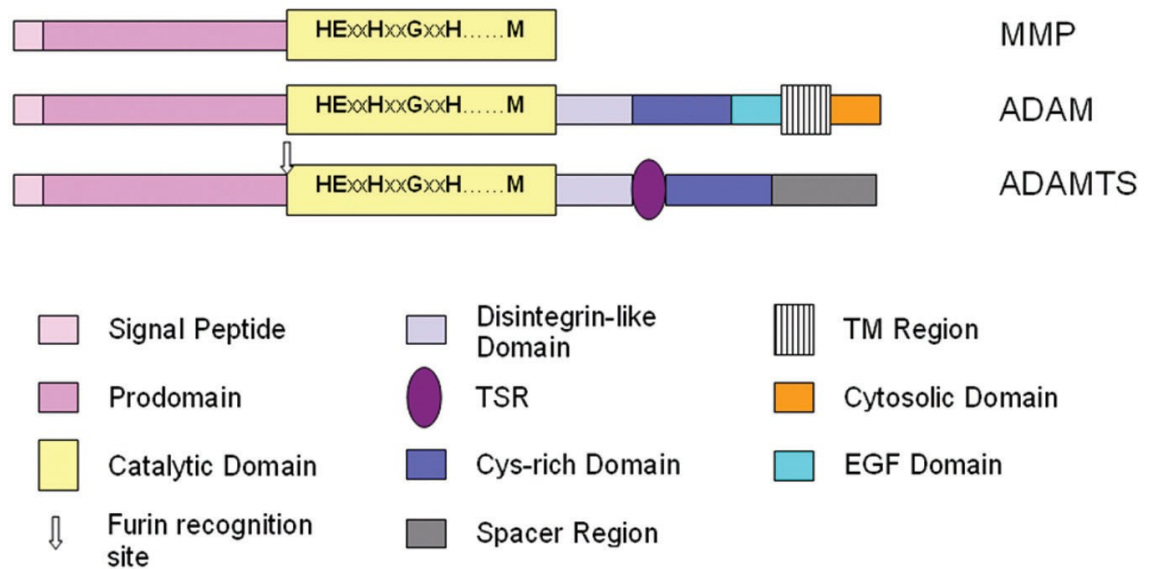 HExxHxxGxxH......M MMP
HExxHxxGxxH......M ADAM
HExxHxxGxxH......M ADAMTS
Signal Peptide
Disintegrin-like
Domain
TM Region
Prodomain
TSR
Cytosolic Domain
Catalytic Domain
Cys-rich Domain
EGF Domain
Furin recognition
site
Spacer Region